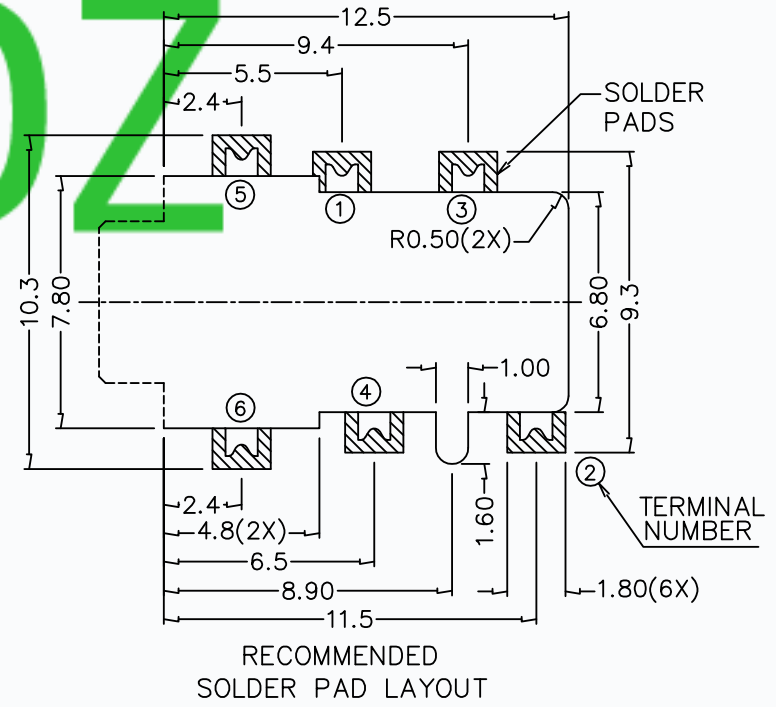 OZ
12.5
9.4
5.5
2.4
SOLDER
PADS
⑤
①
③
R0.50(2X)
10.3
7.80
6.80
9.3
1.00
⑥
④
②
2.4
4.8(2X)
1.60
TERMINAL
NUMBER
6.5
8.90
1.80(6X)
11.5
RECOMMENDED
SOLDER PAD LAYOUT